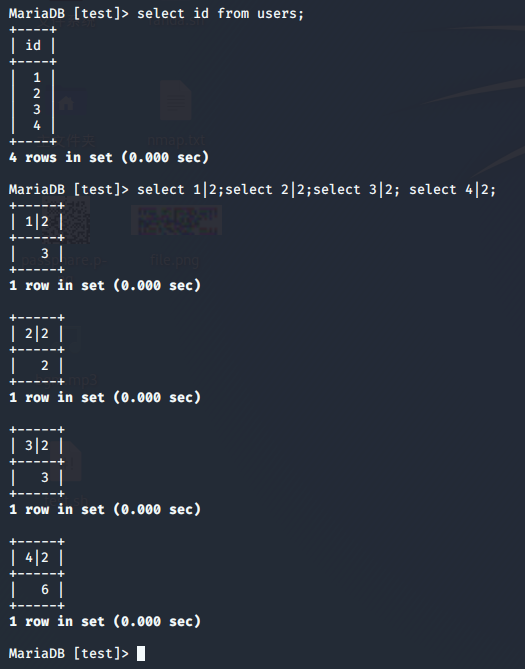 MariaDB [test]> select id from users;
+----+
| id |
+----+
|  1 |
|  2 |
|  3 |
|  4 |
+----+
4 rows in set (0.000 sec)
MariaDB [test]> select 1|2;select 2|2;select 3|2; select 4|2;
+-----+
| 1|2 |
+-----+
|   3 |
+-----+
1 row in set (0.000 sec)
+-----+
| 2|2 |
+-----+
|   2 |
+-----+
1 row in set (0.000 sec)
+-----+
| 3|2 |
+-----+
|   3 |
+-----+
1 row in set (0.000 sec)
+-----+
| 4|2 |
+-----+
|   6 |
+-----+
1 row in set (0.000 sec)
MariaDB [test]>